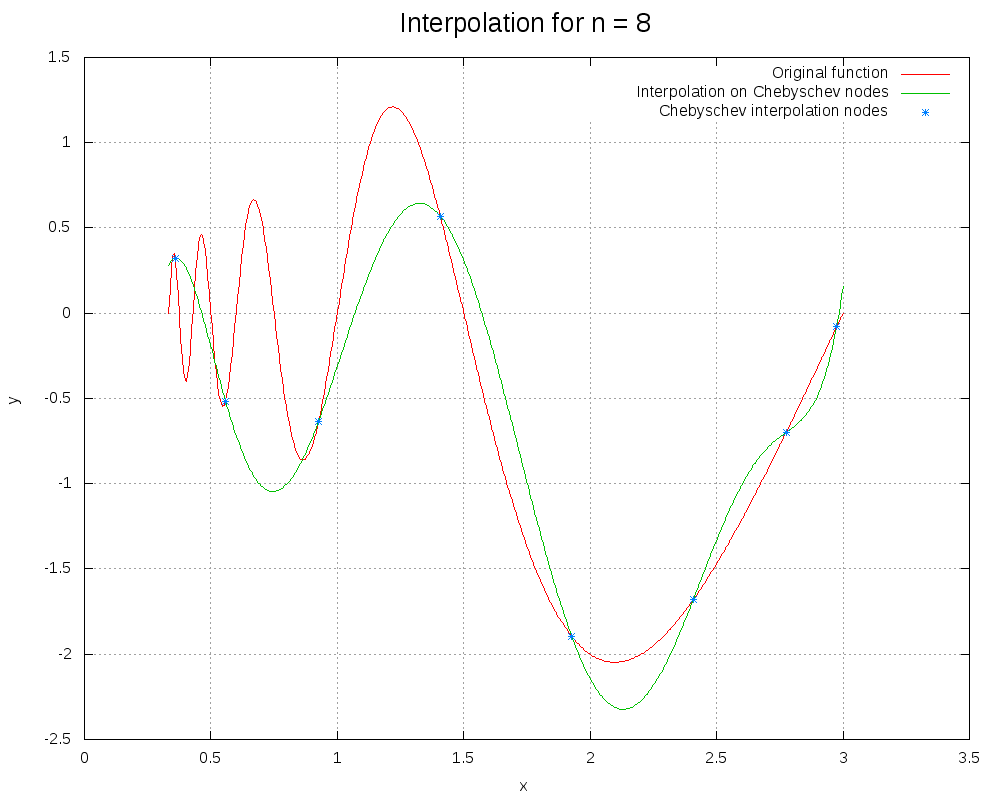 Interpolation for n = 8
Original function
Interpolation on Chebyschev nodes
Chebyschev interpolation nodes
1.5
1
0.5
0
-0.5
-1
-1.5
-2
-2.5
y
0 0.5 1 1.5 2 2.5 3 3.5
x